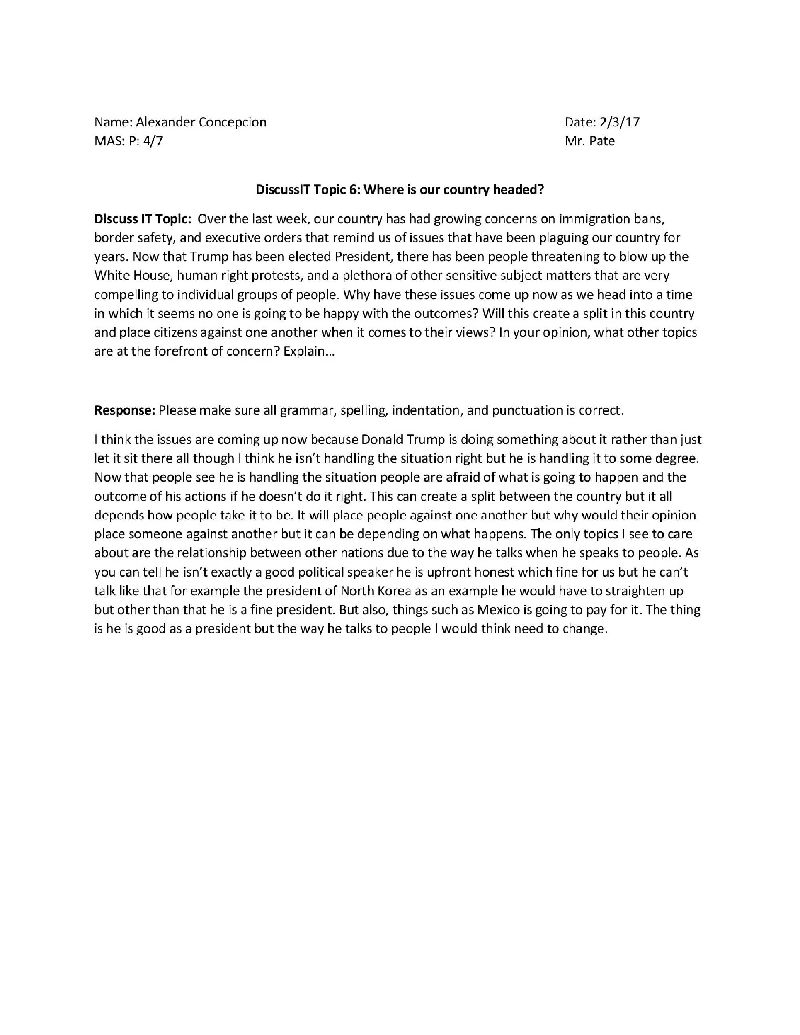 Name: Alexander Concepcion Date: 2/3/17
MAS: P: 4/7 Mr. Pate
DiscussIT Topic 6: Where is our country headed?
Discuss IT Topic: Over the last week, our country has had growing concerns on immigration bans,
border safety, and executive orders that remind us of issues that have been plaguing our country for
years. Now that Trump has been elected President, there has been people threatening to blow up the
White House, human right protests, and a plethora of other sensitive subject matters that are very
compelling to individual groups of people. Why have these issues come up now as we head into a time
in which it seems no one is going to be happy with the outcomes? Will this create a split in this country
and place citizens against one another when it comes to their views? In your opinion, what other topics
are at the forefront of concern? Explain...
Response: Please make sure all grammar, spelling, indentation, and punctuation is correct.
I think the issues are coming up now because Donald Trump is doing something about it rather than just
let it sit there all though I think he isn't handling the situation right but he is handling it to some degree.
Now that people see he is handling the situation people are afraid of what is going to happen and the
outcome of his actions if he doesn't do it right. This can create a split between the country but it all
depends how people take it to be. It will place people against one another but why would their opinion
place someone against another but it can be depending on what happens. The only topics I see to care
about are the relationship between other nations due to the way he talks when he speaks to people. As
you can tell he isn't exactly a good political speaker he is upfront honest which fine for us but he can't
talk like that for example the president of North Korea as an example he would have to straighten up
but other than that he is a fine president. But also, things such as Mexico is going to pay for it. The thing
is he is good as a president but the way he talks to people I would think need to change.